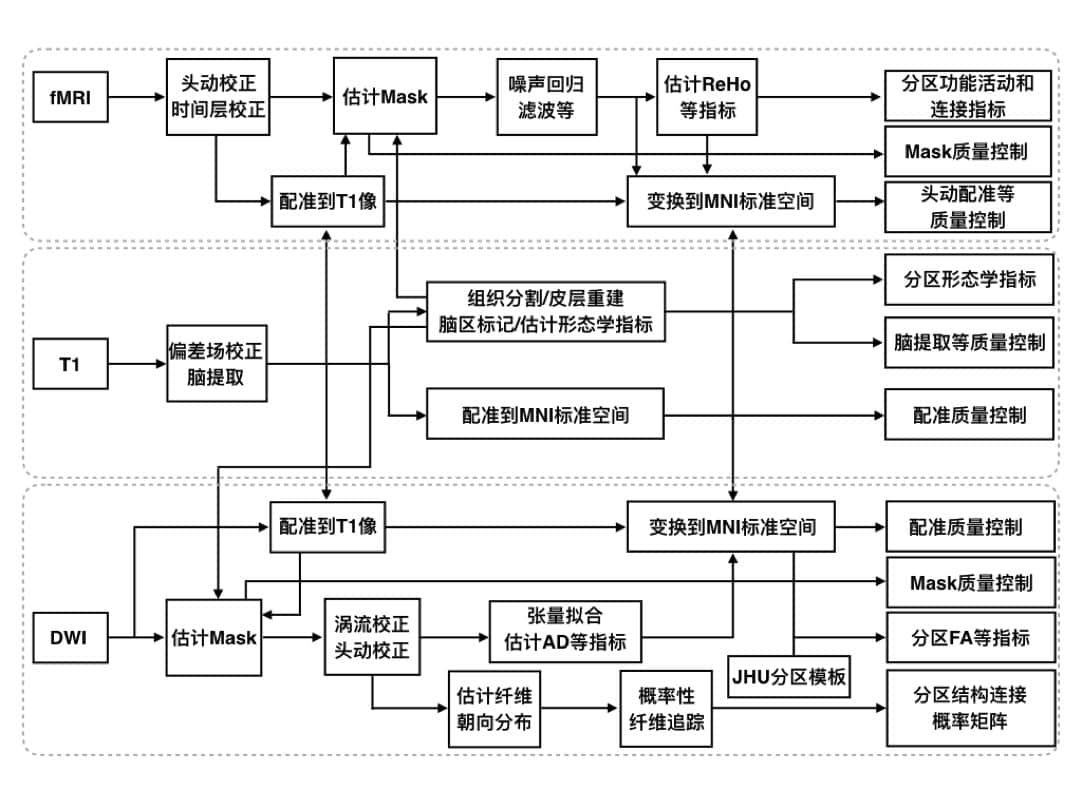 fMRI
头动校正
时间层校正
估计Mask
噪声回归
滤波等
估计ReHo
等指标
分区功能活动和
连接指标
Mask质量控制
配准到T1像
变换到MNI标准空间
头动配准等
质量控制
T1
偏差场校正
脑提取
组织分割/皮层重建
脑区标记/估计形态学指标
分区形态学指标
脑提取等质量控制
配准到MNI标准空间
配准质量控制
配准到T1像
变换到MNI标准空间
配准质量控制
Mask质量控制
DWI
估计Mask
涡流校正
头动校正
张量拟合
估计AD等指标
分区FA等指标
JHU分区模板
估计纤维
朝向分布
概率性
纤维追踪
分区结构连接
概率矩阵